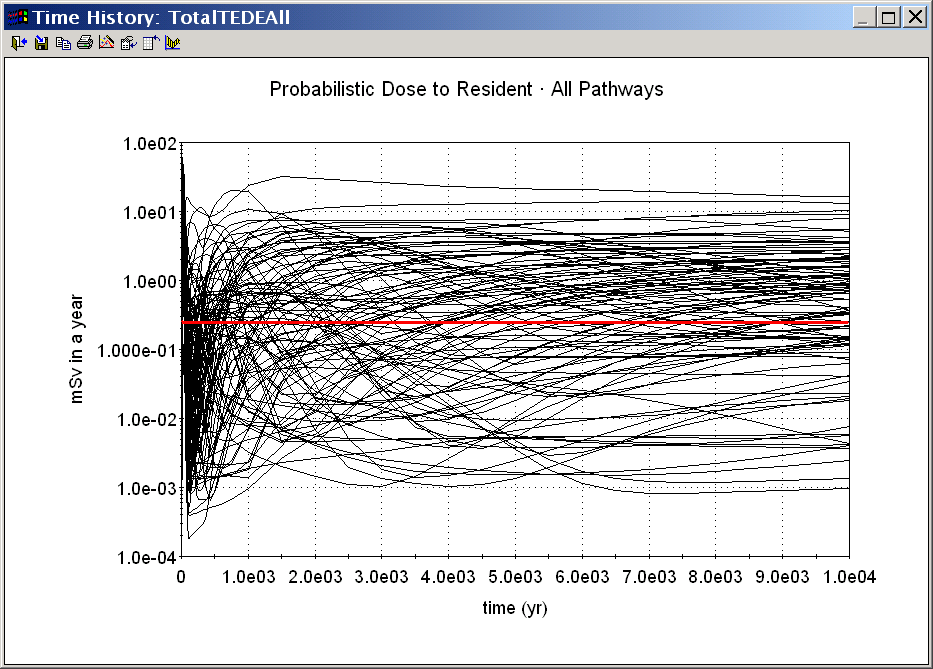 Time History: TotalTEDEAll
Probabilistic Dose to Resident · All Pathways
1.0e02
1.0e01
1.0e00
1.000e-01
1.0e-02
1.0e-03
1.0e-04
mSv in a year
0 1.0e03 2.0e03 3.0e03 4.0e03 5.0e03 6.0e03 7.0e03 8.0e03 9.0e03 1.0e04
time (yr)